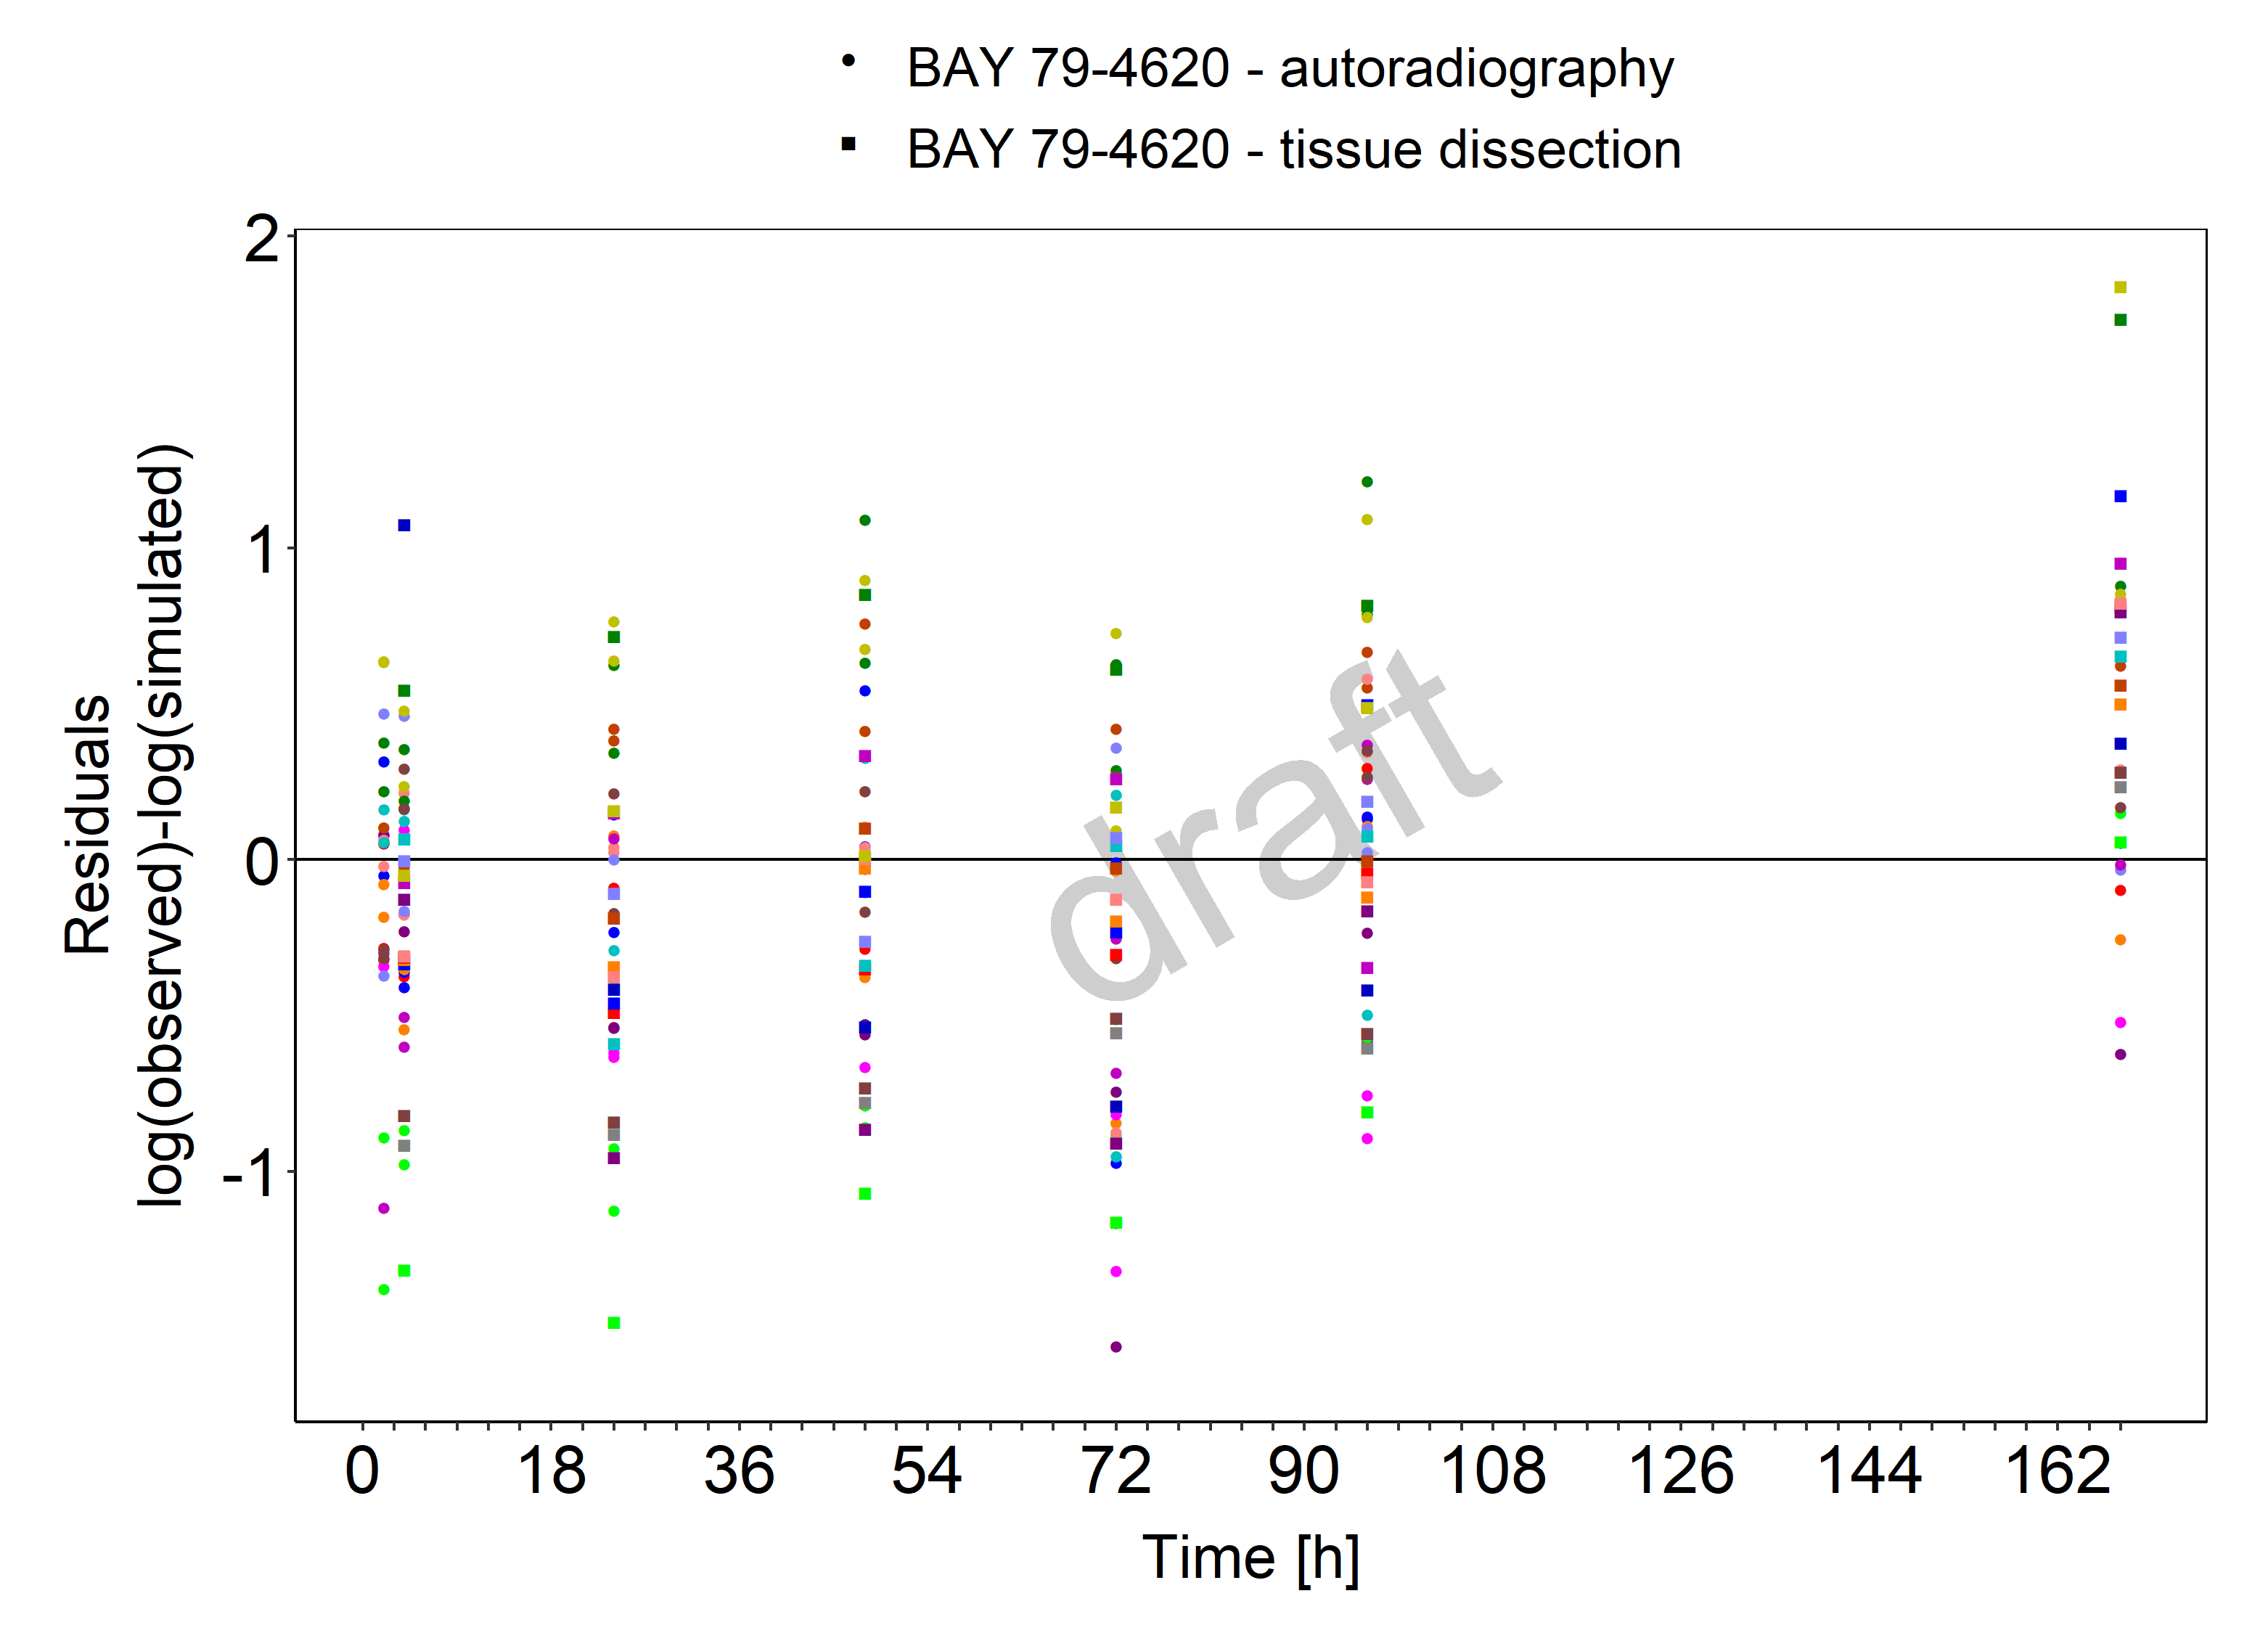 BAY 79-4620 - autoradiography
BAY 79-4620 - tissue dissection
Residuals
log(observed)-log(simulated)
2
1
0
-1
draft
0 18 36 54 72 90 108 126 144 162
Time [h]